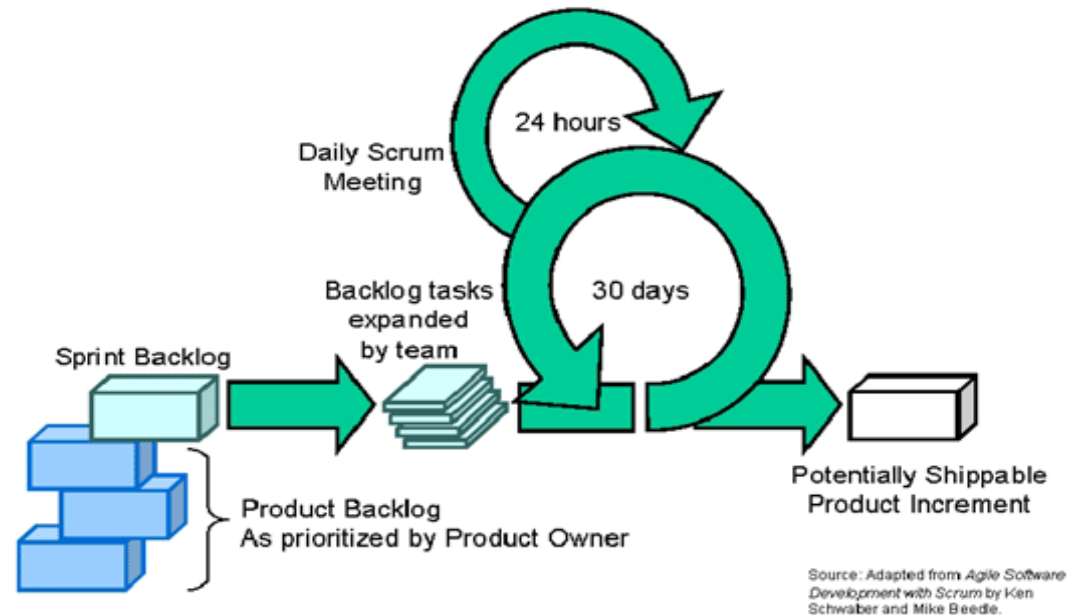 24 hours
Daily Scrum
Meeting
30 days
Backlog tasks
expanded
by team
Sprint Backlog
Potentially Shippable
Product Increment
Product Backlog
As prioritized by Product Owner
Source: Adapted from Agile Software
Development with Scrum by Ken
Schwaber and Mike Beedle.